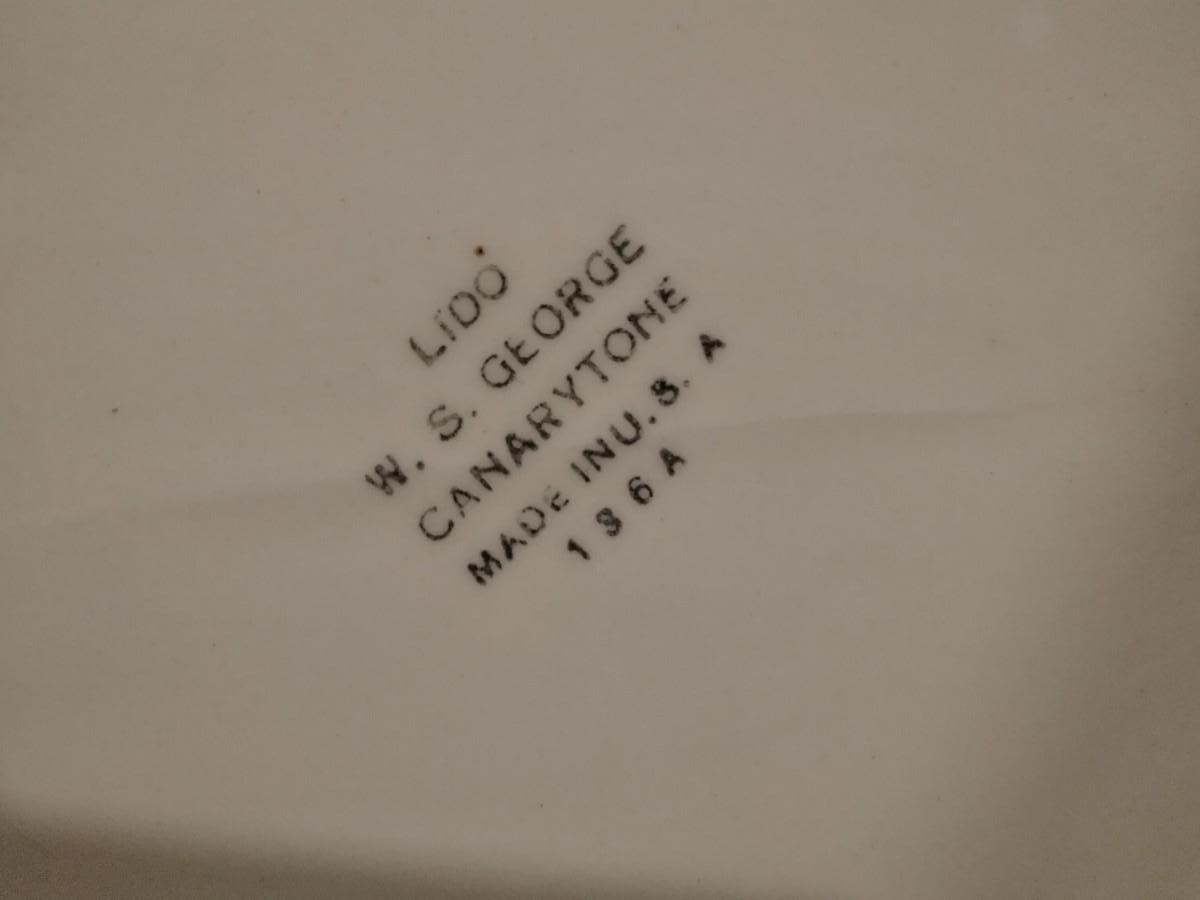 LIDO
W. S. GEORGE
CANARYTONE
MADE IN U. S. A
136A